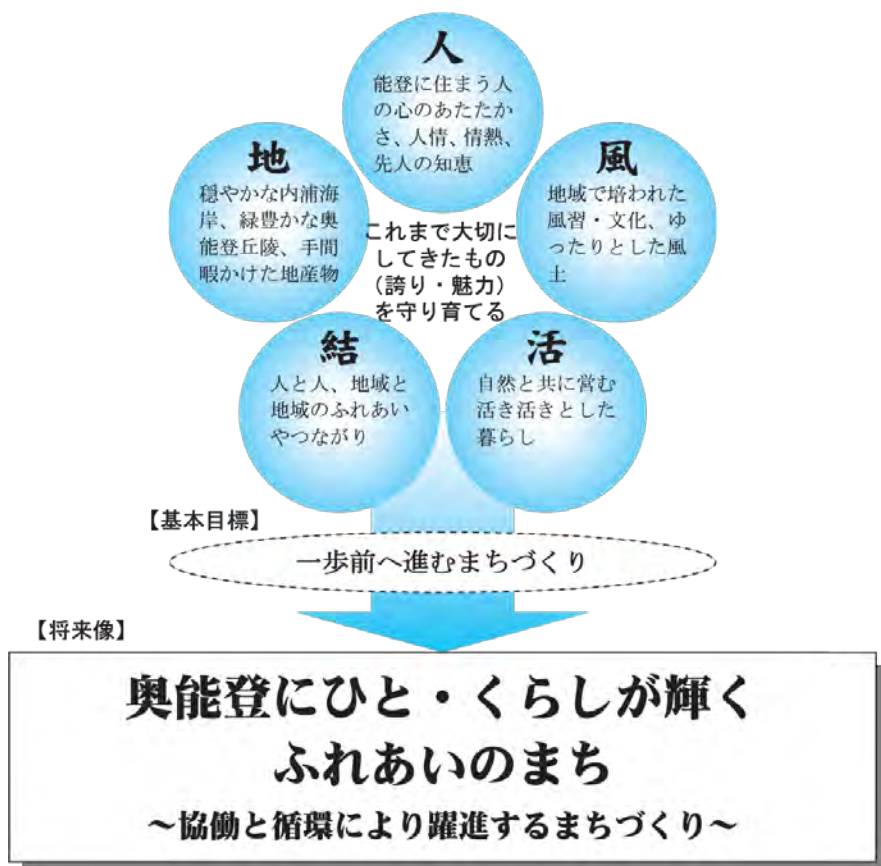 人
能登に住まう人
の心のあたたか
さ、人情、情熱、
先人の知恵
地
穏やかな内浦海
岸、緑豊かな奥
能登丘陵、手間
暇かけた地産物
風
地域で培われた
風習・文化、ゆ
ったりとした風
土
これまで大切に
してきたもの
（誇り・魅力）
を守り育てる
結
人と人、地域と
地域のふれあい
やつながり
活
自然と共に営む
活き活きとした
暮らし
【基本目標】
一歩前へ進むまちづくり
【将来像】
奥能登にひと・くらしが輝く
ふれあいのまち
～協働と循環により躍進するまちづくり～